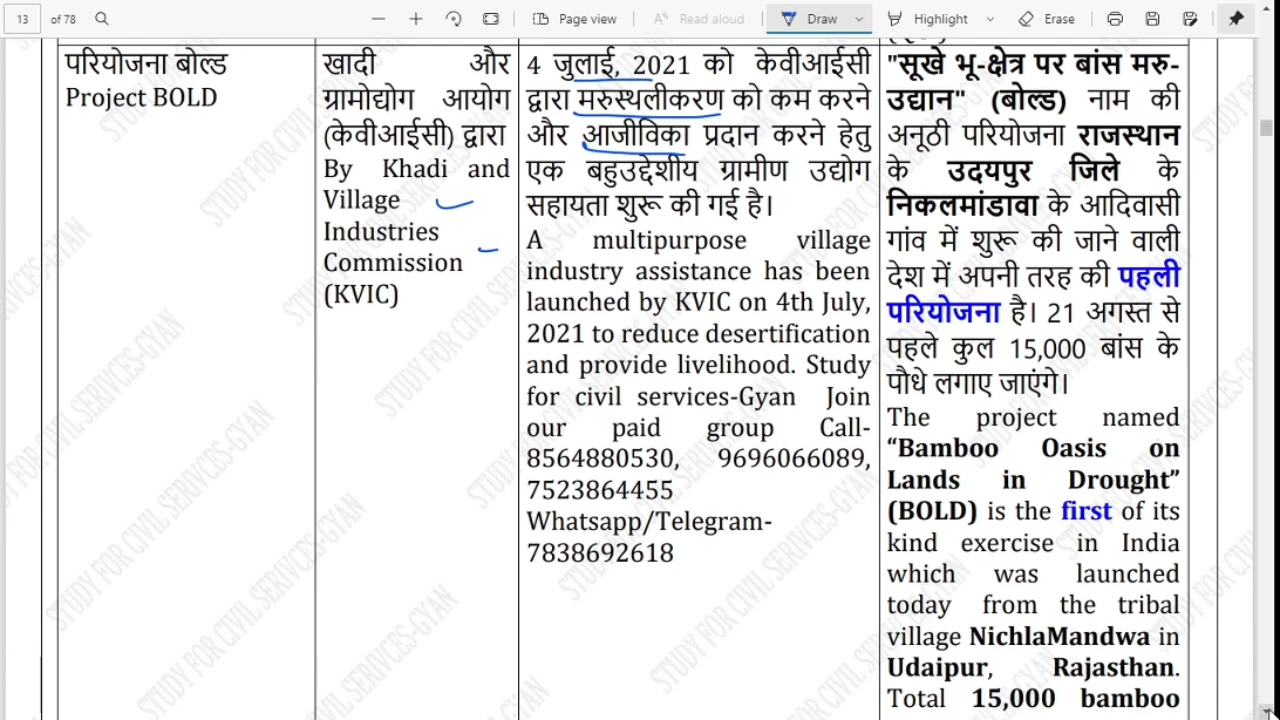 13 of 78
Page view
Read aloud
Draw
Highlight
Erase
परियोजना बोल्ड
Project BOLD
खादी और
ग्रामोद्योग आयोग
(केवीआईसी) द्वारा
By Khadi and
Village
Industries
Commission
(KVIC)
4 जुलाई, 2021 को केवीआईसी
द्वारा मरुस्थलीकरण को कम करने
और आजीविका प्रदान करने हेतु
एक बहुउद्देशीय ग्रामीण उद्योग
सहायता शुरू की गई है।
A multipurpose village
industry assistance has been
launched by KVIC on 4th July,
2021 to reduce desertification
and provide livelihood. Study
for civil services-Gyan Join
our paid group Call-
8564880530, 9696066089,
7523864455
Whatsapp/Telegram-
7838692618
"सूखे भू-क्षेत्र पर बांस मरु-
उद्यान" (बोल्ड) नाम की
अनूठी परियोजना राजस्थान
के उदयपुर जिले के
निकलमांडावा के आदिवासी
गांव में शुरू की जाने वाली
देश में अपनी तरह की पहली
परियोजना है। 21 अगस्त से
पहले कुल 15,000 बांस के
पौधे लगाए जाएंगे।
The project named
“Bamboo Oasis on
Lands in Drought”
(BOLD) is the first of its
kind exercise in India
which was launched
today from the tribal
village NichlaMandwa in
Udaipur, Rajasthan.
Total 15,000 bamboo
STUDY FOR CIVIL SERIVCES-GYAN